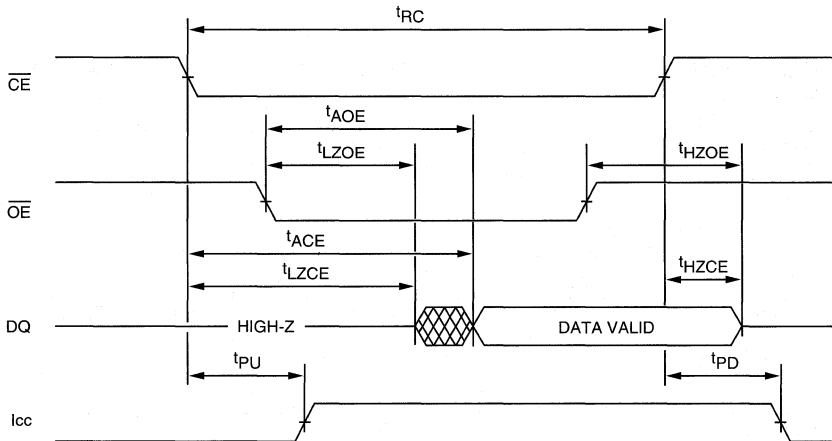 tRC
CE
tAOE
tLZOE
tHZOE
OE
tACE
tLZCE
tHZCE
DQ
HIGH-Z
DATA VALID
tPU
tPD
Icc